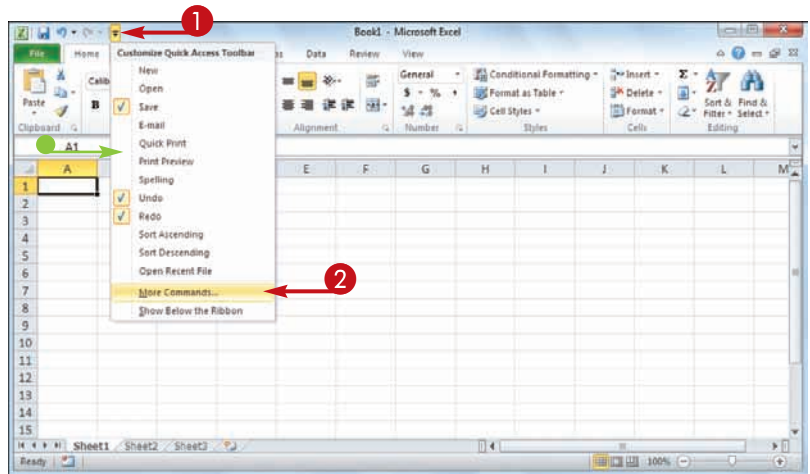 1
Book1 - Microsoft Excel
File Home Data Review View
Customize Quick Access Toolbar
New
Open
Save
E-mail
Quick Print
Print Preview
Spelling
Undo
Redo
Sort Ascending
Sort Descending
Open Recent File
More Commands...
Show Below the Ribbon
2
Paste
Clipboard
B
Alignment
General
$ % ,
Number
Conditional Formatting
Format as Table
Cell Styles
Styles
Insert
Delete
Format
Cells
Σ
Sort & Filter
Find & Select
Editing
A1
A E F G H I J K L M
1
2
3
4
5
6
7
8
9
10
11
12
13
14
15
Sheet1 Sheet2 Sheet3
Ready 100%